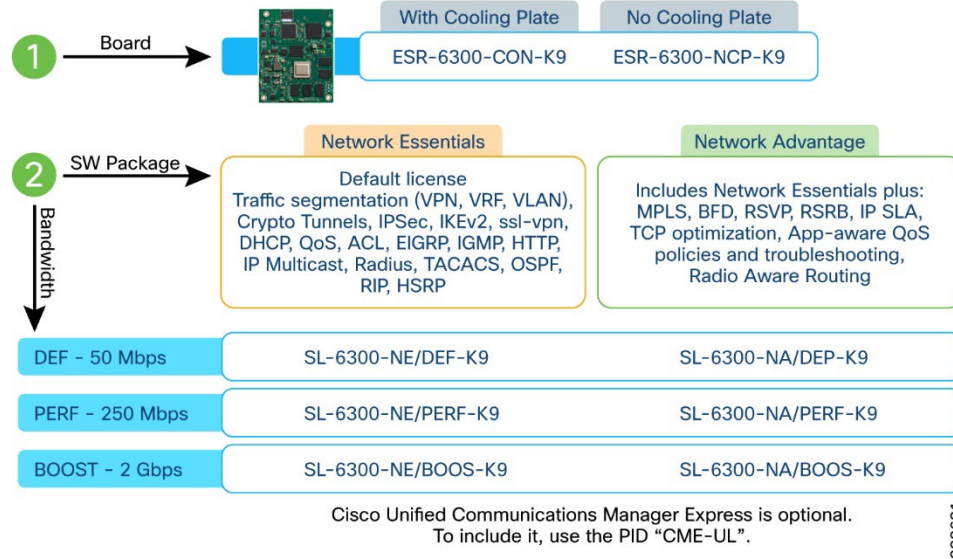 With Cooling Plate
No Cooling Plate
1
Board
ESR-6300-CON-K9
ESR-6300-NCP-K9
Network Essentials
Network Advantage
2
SW Package
Bandwidth
Default license
Traffic segmentation (VPN, VRF, VLAN),
Crypto Tunnels, IPSec, IKEv2, ssl-vpn,
DHCP, QoS, ACL, EIGRP, IGMP, HTTP,
IP Multicast, Radius, TACACS, OSPF,
RIP, HSRP
Includes Network Essentials plus:
MPLS, BFD, RSVP, RSRB, IP SLA,
TCP optimization, App-aware QoS
policies and troubleshooting,
Radio Aware Routing
DEF - 50 Mbps
SL-6300-NE/DEF-K9
SL-6300-NA/DEP-K9
PERF - 250 Mbps
SL-6300-NE/PERF-K9
SL-6300-NA/PERF-K9
BOOST - 2 Gbps
SL-6300-NE/BOOS-K9
SL-6300-NA/BOOS-K9
Cisco Unified Communications Manager Express is optional.
To include it, use the PID “CME-UL”.